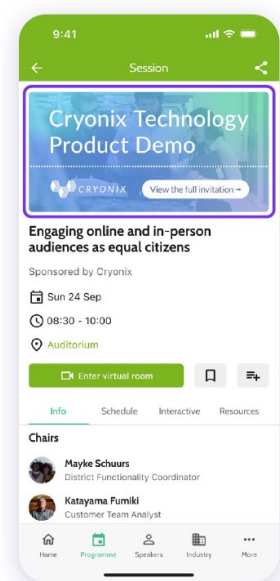 9:41
Session
Cryonix Technology
Product Demo
CRYONIX
View the full invitation →
Engaging online and in-person
audiences as equal citizens
Sponsored by Cryonix
Sun 24 Sep
08:30 - 10:00
Auditorium
Enter virtual room
Info Schedule Interactive Resources
Chairs
Mayke Schuurs
District Functionality Coordinator
Katayama Fumiki
Customer Team Analyst
Home Programme Speakers Industry More